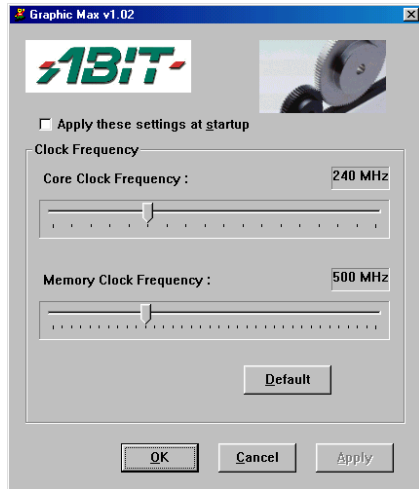 Graphic Max v1.02
ABIT
Apply these settings at startup
Clock Frequency
Core Clock Frequency :
240 MHz
Memory Clock Frequency :
500 MHz
Default
OK
Cancel
Apply